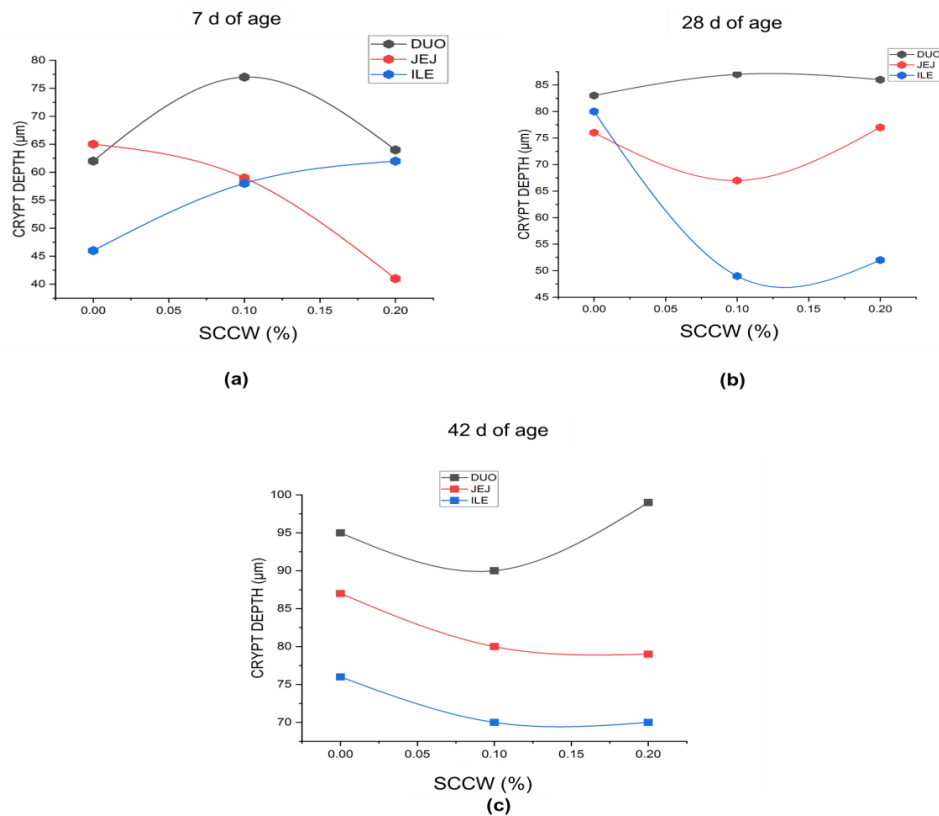 7 d of age
DUO
JEJ
ILE
80
75
70
65
60
55
50
45
40
CRYPT DEPTH (µm)
0.00 0.05 0.10 0.15 0.20
SCCW (%)
(a)
28 d of age
DUO
JEJ
ILE
85
80
75
70
65
60
55
50
45
CRYPT DEPTH (µm)
0.00 0.05 0.10 0.15 0.20
SCCW (%)
(b)
42 d of age
DUO
JEJ
ILE
100
95
90
85
80
75
70
CRYPT DEPTH (µm)
0.00 0.05 0.10 0.15 0.20
SCCW (%)
(c)